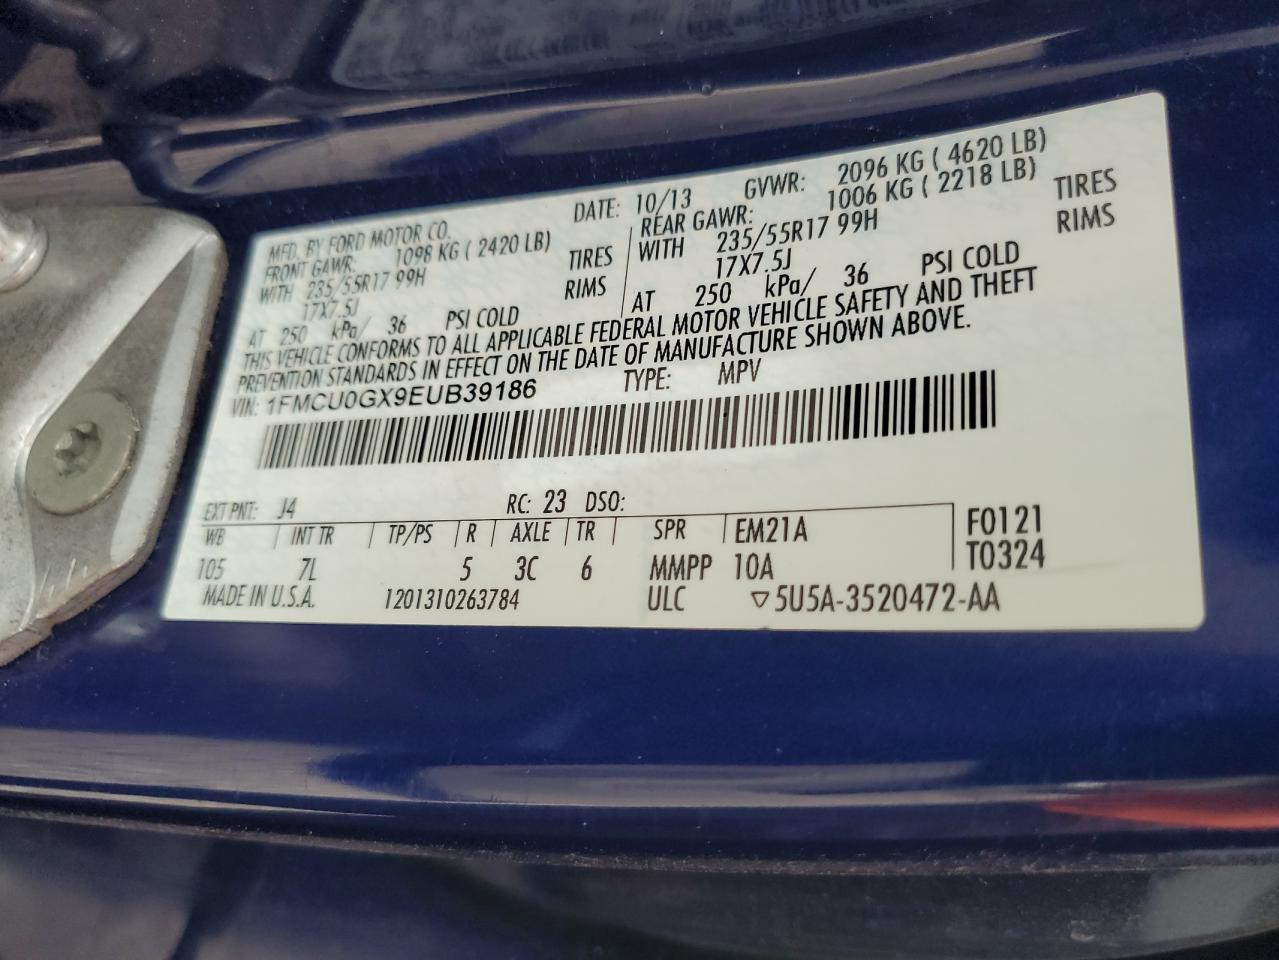 MFD. BY FORD MOTOR CO. DATE: 10/13 GVWR: 2096 KG ( 4620 LB)
FRONT GAWR: 1098 KG ( 2420 LB) REAR GAWR: 1006 KG ( 2218 LB)
WITH 235/55R17 99H TIRES WITH 235/55R17 99H TIRES
17X7.5J RIMS 17X7.5J RIMS
AT 250 kPa/ 36 PSI COLD AT 250 kPa/ 36 PSI COLD
THIS VEHICLE CONFORMS TO ALL APPLICABLE FEDERAL MOTOR VEHICLE SAFETY AND THEFT
PREVENTION STANDARDS IN EFFECT ON THE DATE OF MANUFACTURE SHOWN ABOVE.
VIN: 1FMCU0GX9EUB39186 TYPE: MPV
EXT PNT: J4 RC: 23 DSO:
WB INT TR TP/PS R AXLE TR SPR EM21A F0121
105 7L 5 3C 6 MMPP 10A T0324
MADE IN U.S.A. 1201310263784 ULC ▽5U5A-3520472-AA